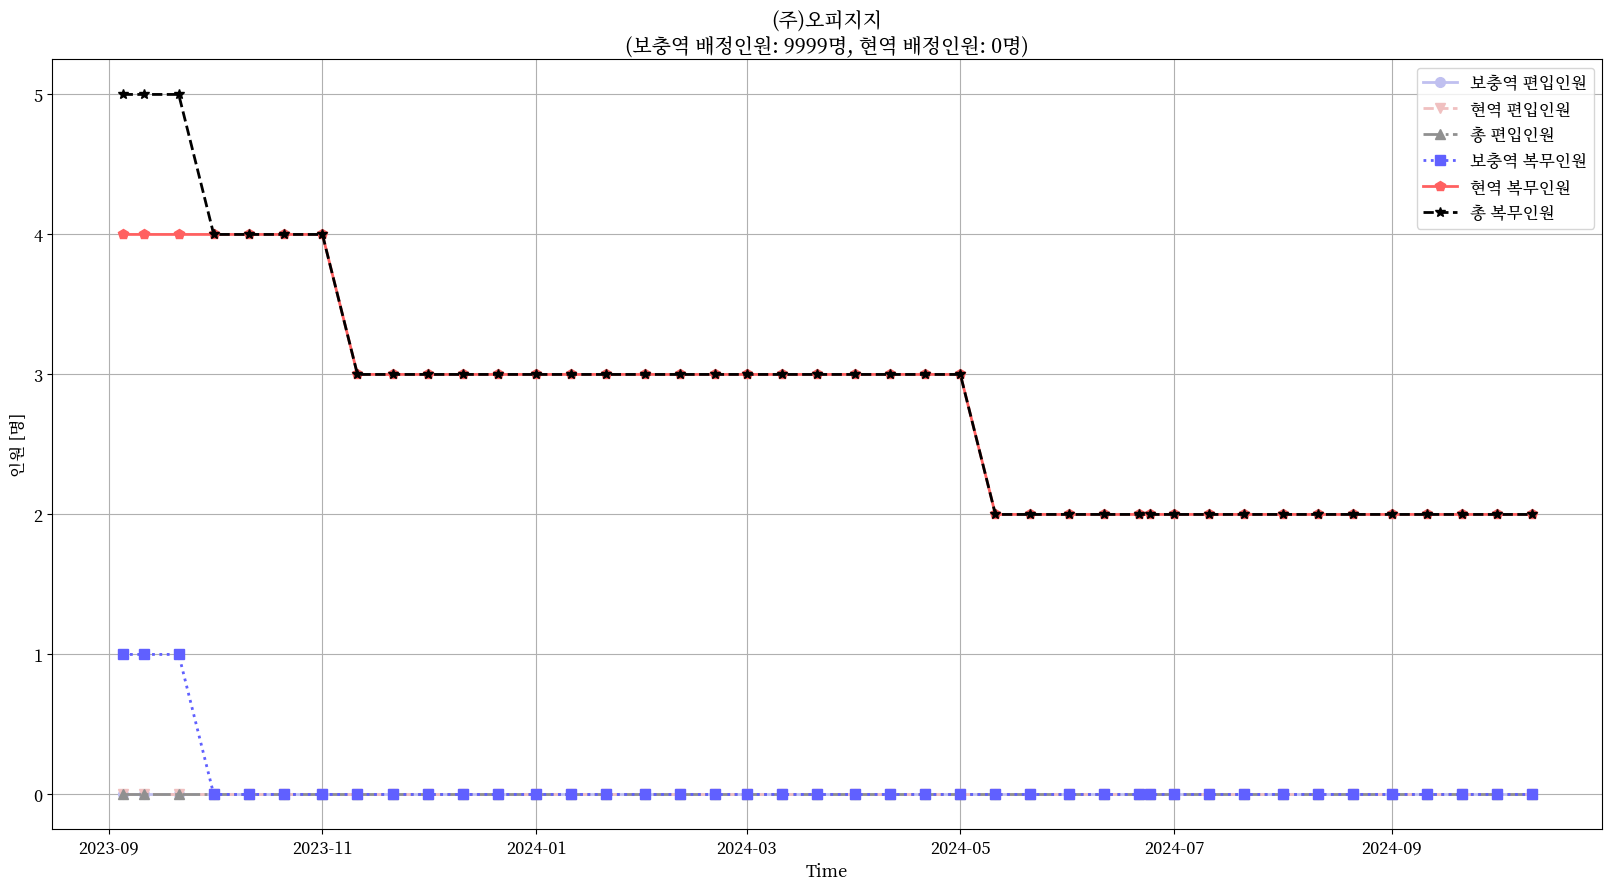 (주)오피지지
(보충역 배정인원: 9999명, 현역 배정인원: 0명)
보충역 편입인원
현역 편입인원
총 편입인원
보충역 복무인원
현역 복무인원
총 복무인원
5
4
3
2
1
0
인원 [명]
2023-09
2023-11
2024-01
2024-03
2024-05
2024-07
2024-09
Time